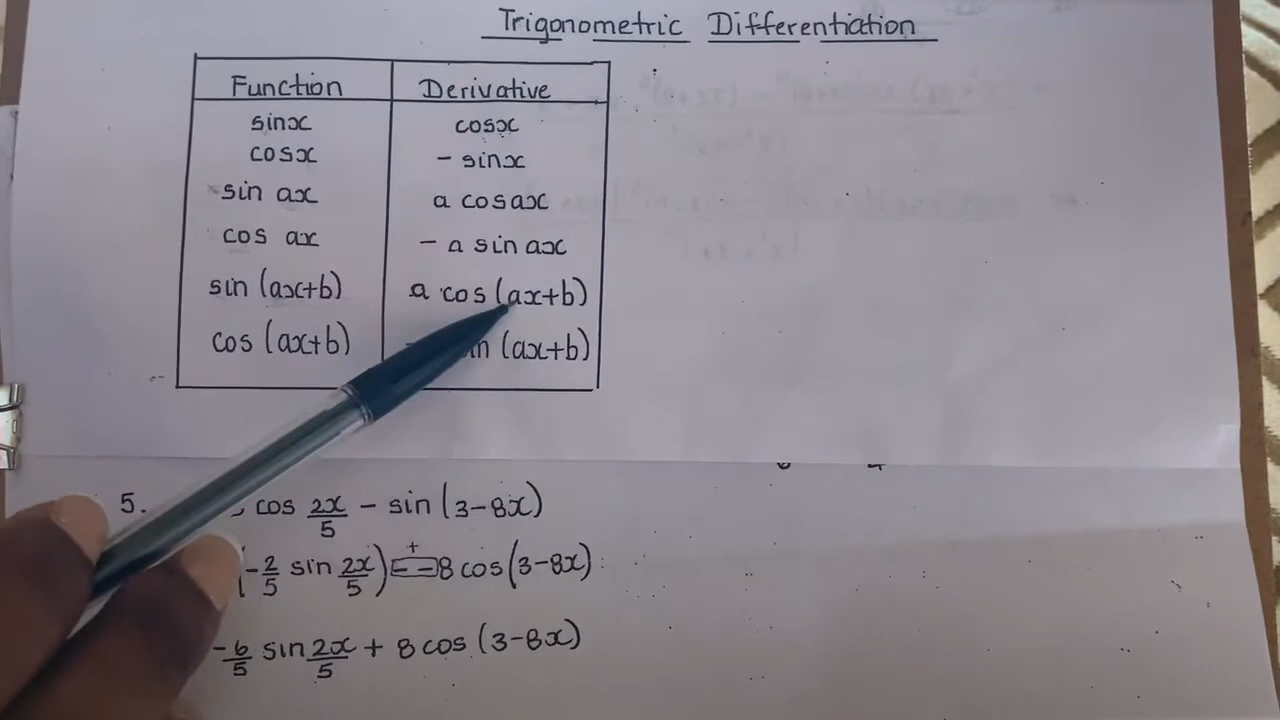 Trigonometric Differentiation
Function Derivative
sinx cosx
cosx - sinx
sin ax a cosax
cos ax - a sin ax
sin (ax+b) a cos (ax+b)
cos (ax+b) (ax+b)
5. cos 2x/5 - sin (3-8x)
(-2/5 sin 2x/5) - -8 cos (3-8x)
+
-6/5 sin 2x/5 + 8 cos (3-8x)